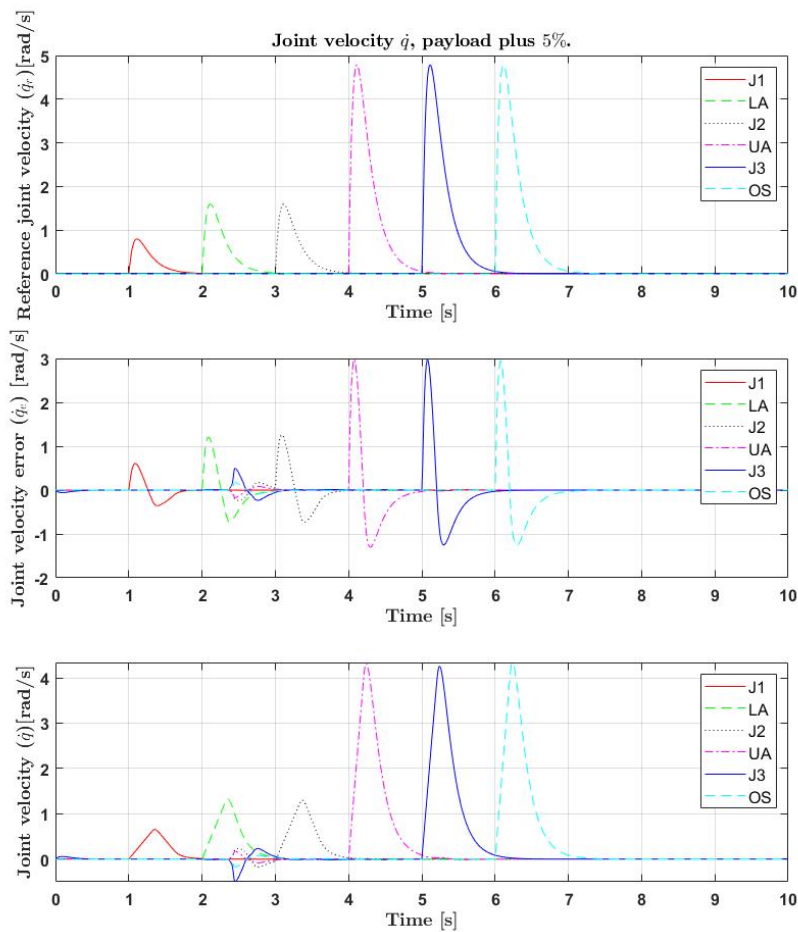 Joint velocity q̇, payload plus 5%.
Reference joint velocity (q̇ᵣ)[rad/s]
5
4
3
2
1
0
J1
LA
J2
UA
J3
OS
0 1 2 3 4 5 6 7 8 9 10
Time [s]
Joint velocity error (q̇ₑ) [rad/s]
3
2
1
0
-1
-2
J1
LA
J2
UA
J3
OS
0 1 2 3 4 5 6 7 8 9 10
Time [s]
Joint velocity (q̇)[rad/s]
4
3
2
1
0
J1
LA
J2
UA
J3
OS
0 1 2 3 4 5 6 7 8 9 10
Time [s]